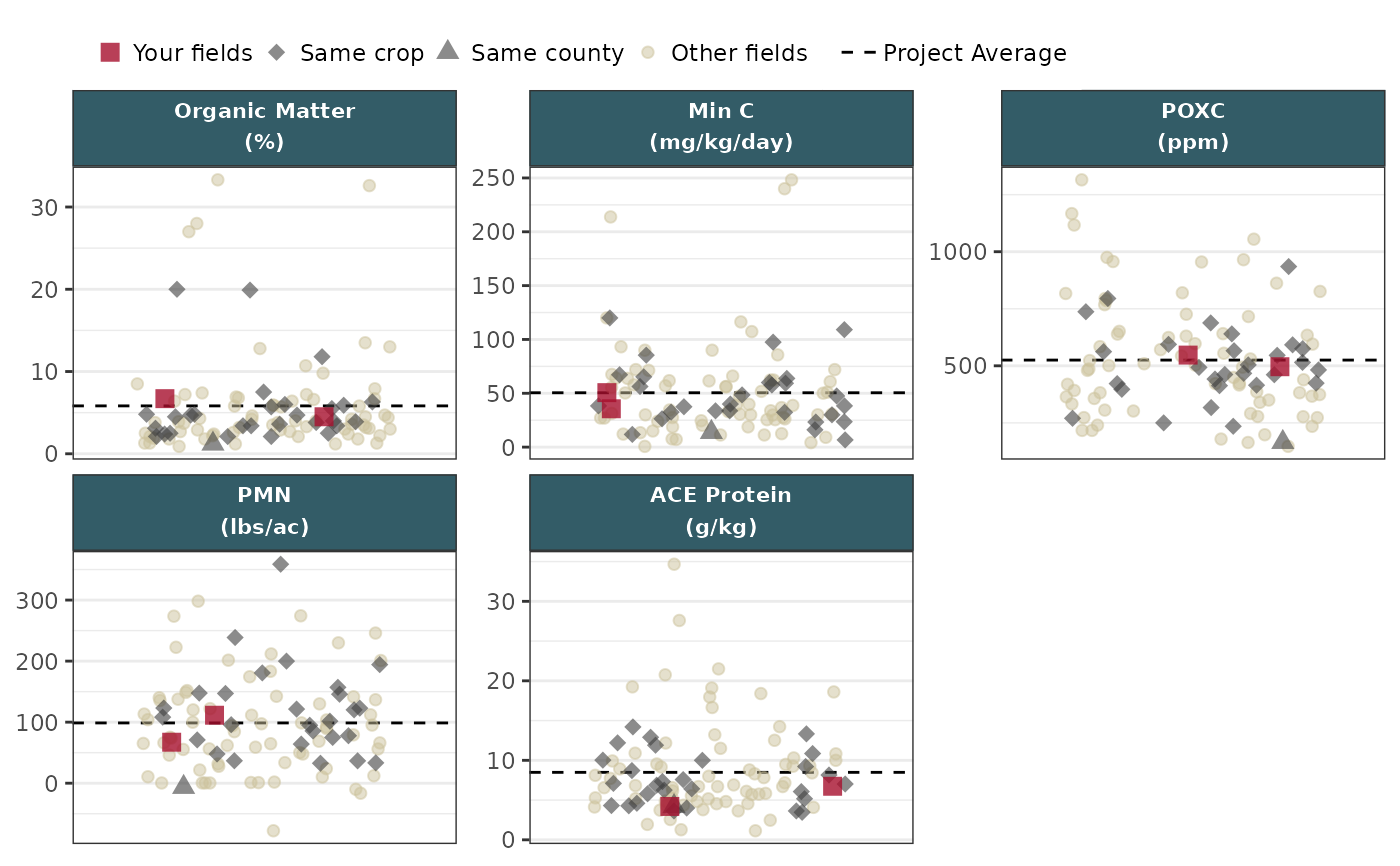 Your fields Same crop Same county Other fields Project Average
Organic Matter
(%)
30
20
10
0
Min C
(mg/kg/day)
250
200
150
100
50
0
POXC
(ppm)
1000
500
PMN
(lbs/ac)
300
200
100
0
ACE Protein
(g/kg)
30
20
10
0